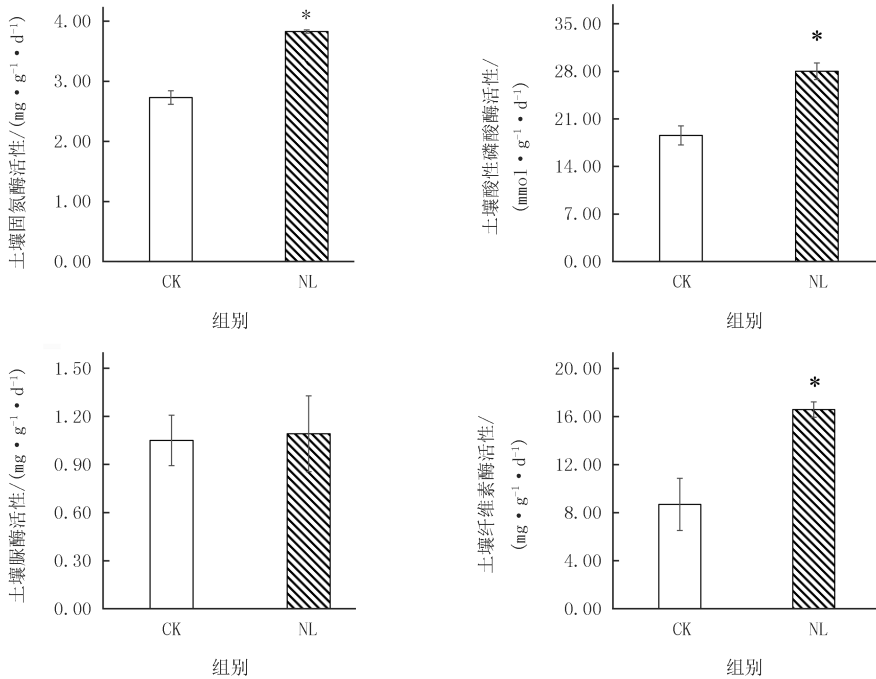 土壤固氮酶活性/(mg·g⁻¹·d⁻¹)
4.00
3.00
2.00
1.00
0.00
*
CK
NL
组别
土壤酸性磷酸酶活性/
(mmol·g⁻¹·d⁻¹)
35.00
28.00
21.00
14.00
7.00
0.00
*
CK
NL
组别
土壤脲酶活性/(mg·g⁻¹·d⁻¹)
1.50
1.20
0.90
0.60
0.30
0.00
CK
NL
组别
土壤纤维素酶活性/
(mg·g⁻¹·d⁻¹)
20.00
16.00
12.00
8.00
4.00
0.00
*
CK
NL
组别